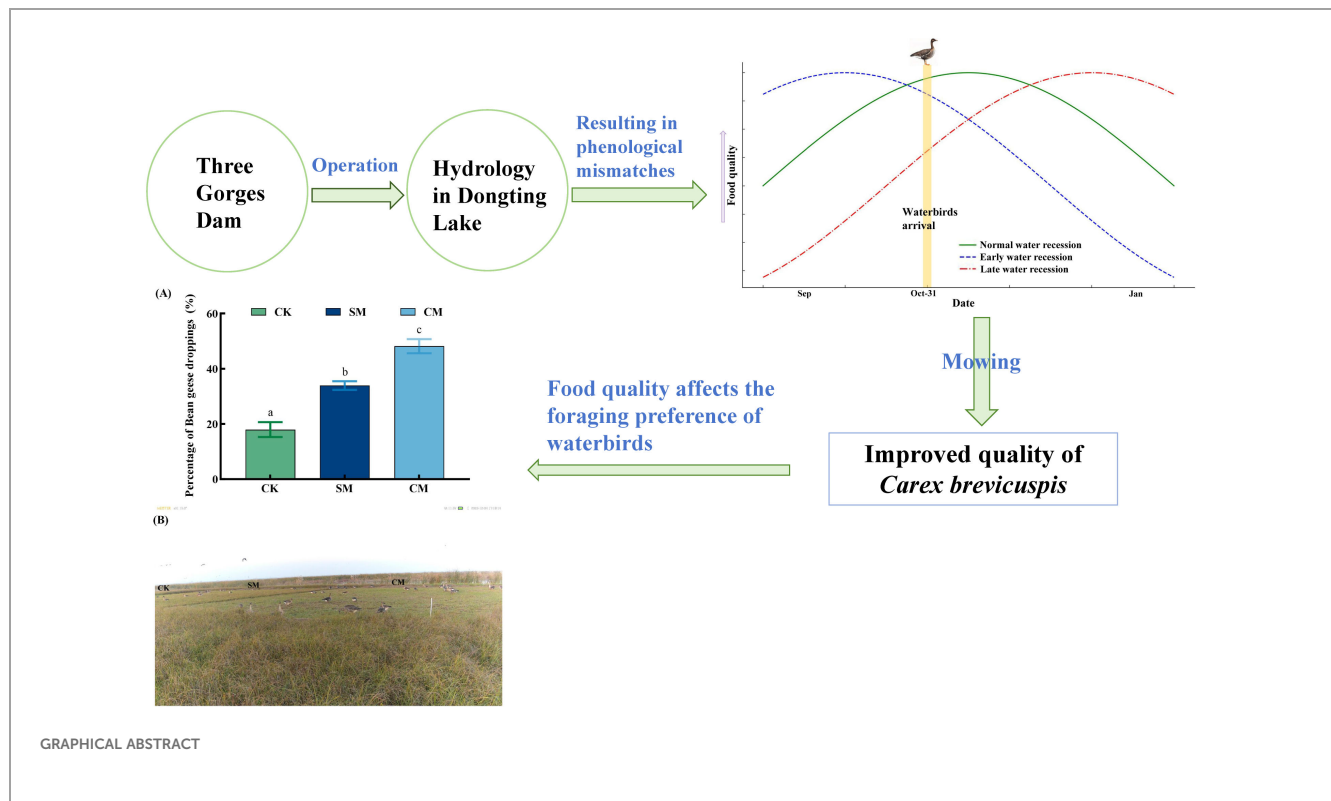 Three
Gorges
Dam
Operation
Hydrology
in Dongting
Lake
Resulting in
phenological
mismatches
Food quality
Waterbirds
arrival
Normal water recession
Early water recession
Late water recession
Sep
Oct-31
Jan
Date
Mowing
Improved quality of
Carex brevicuspis
Food quality affects the
foraging preference of
waterbirds
(A)
CK
SM
CM
Percentage of Bean geese droppings (%)
60
40
20
0
a
b
c
CK
SM
CM
(B)
CK
SM
CM
GRAPHICAL ABSTRACT